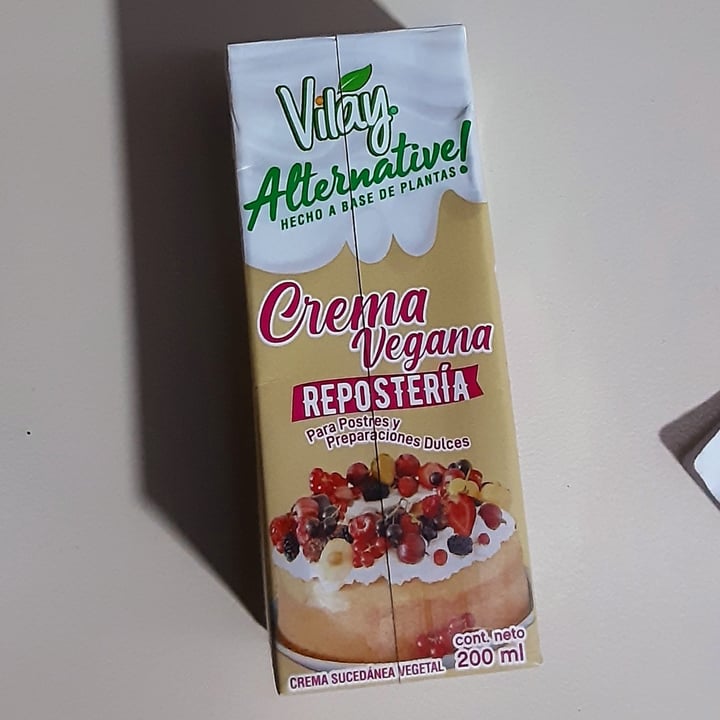 Vilay.
Alternative!
HECHO A BASE DE PLANTAS
Crema
Vegana
REPOSTERÍA
Para Postres y
Preparaciones Dulces
cont. neto
200 ml
CREMA SUCEDÁNEA VEGETAL